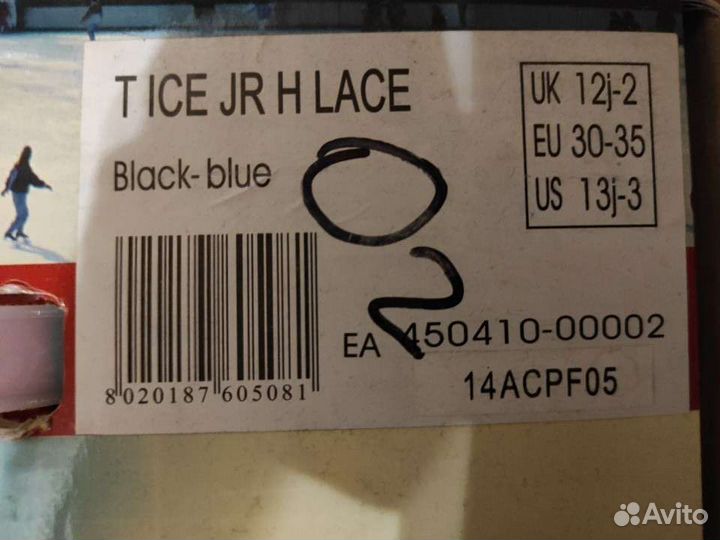 T ICE JR H LACE
Black-blue
UK 12j-2
EU 30-35
US 13j-3
20
8 020187 605081
EA 450410-00002
14ACPF05
Avito